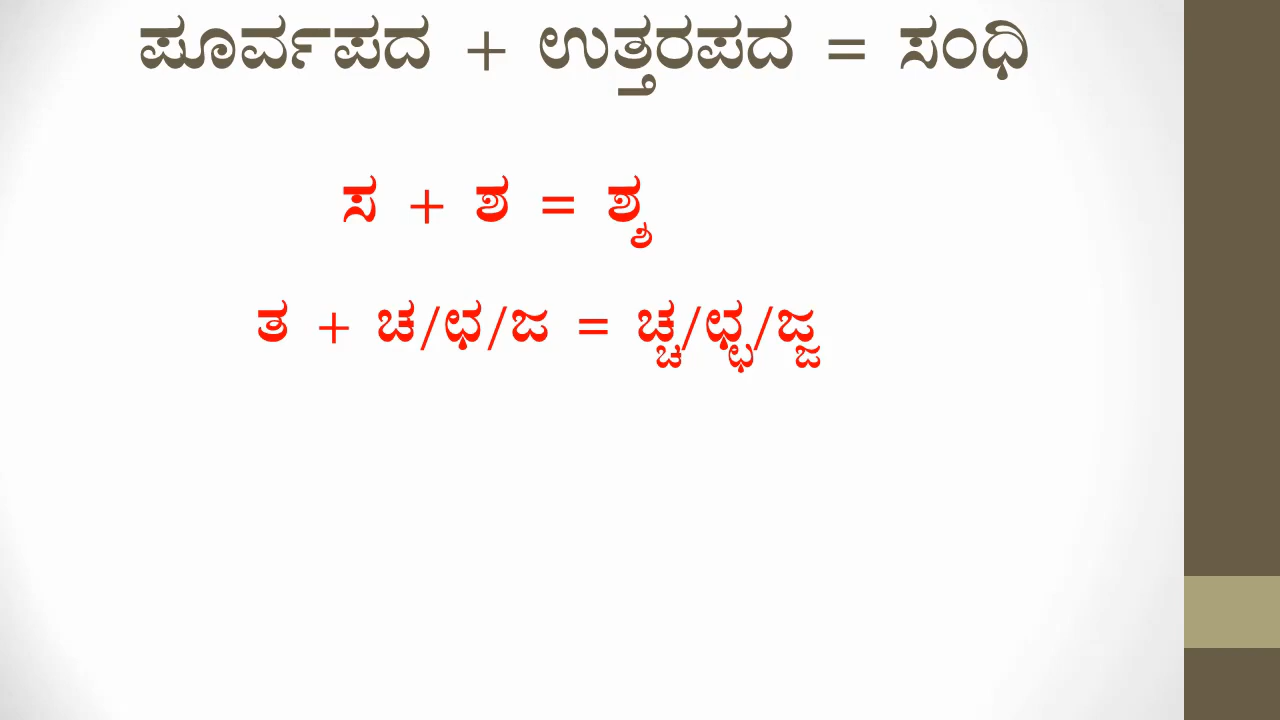 ಪೂರ್ವಪದ + ಉತ್ತರಪದ = ಸಂಧಿ
ಸ + ಶ = ಶ್ಶ
ತ + ಚ/ಛ/ಜ = ಚ್ಚ/ಛ್ಛ/ಜ್ಜ